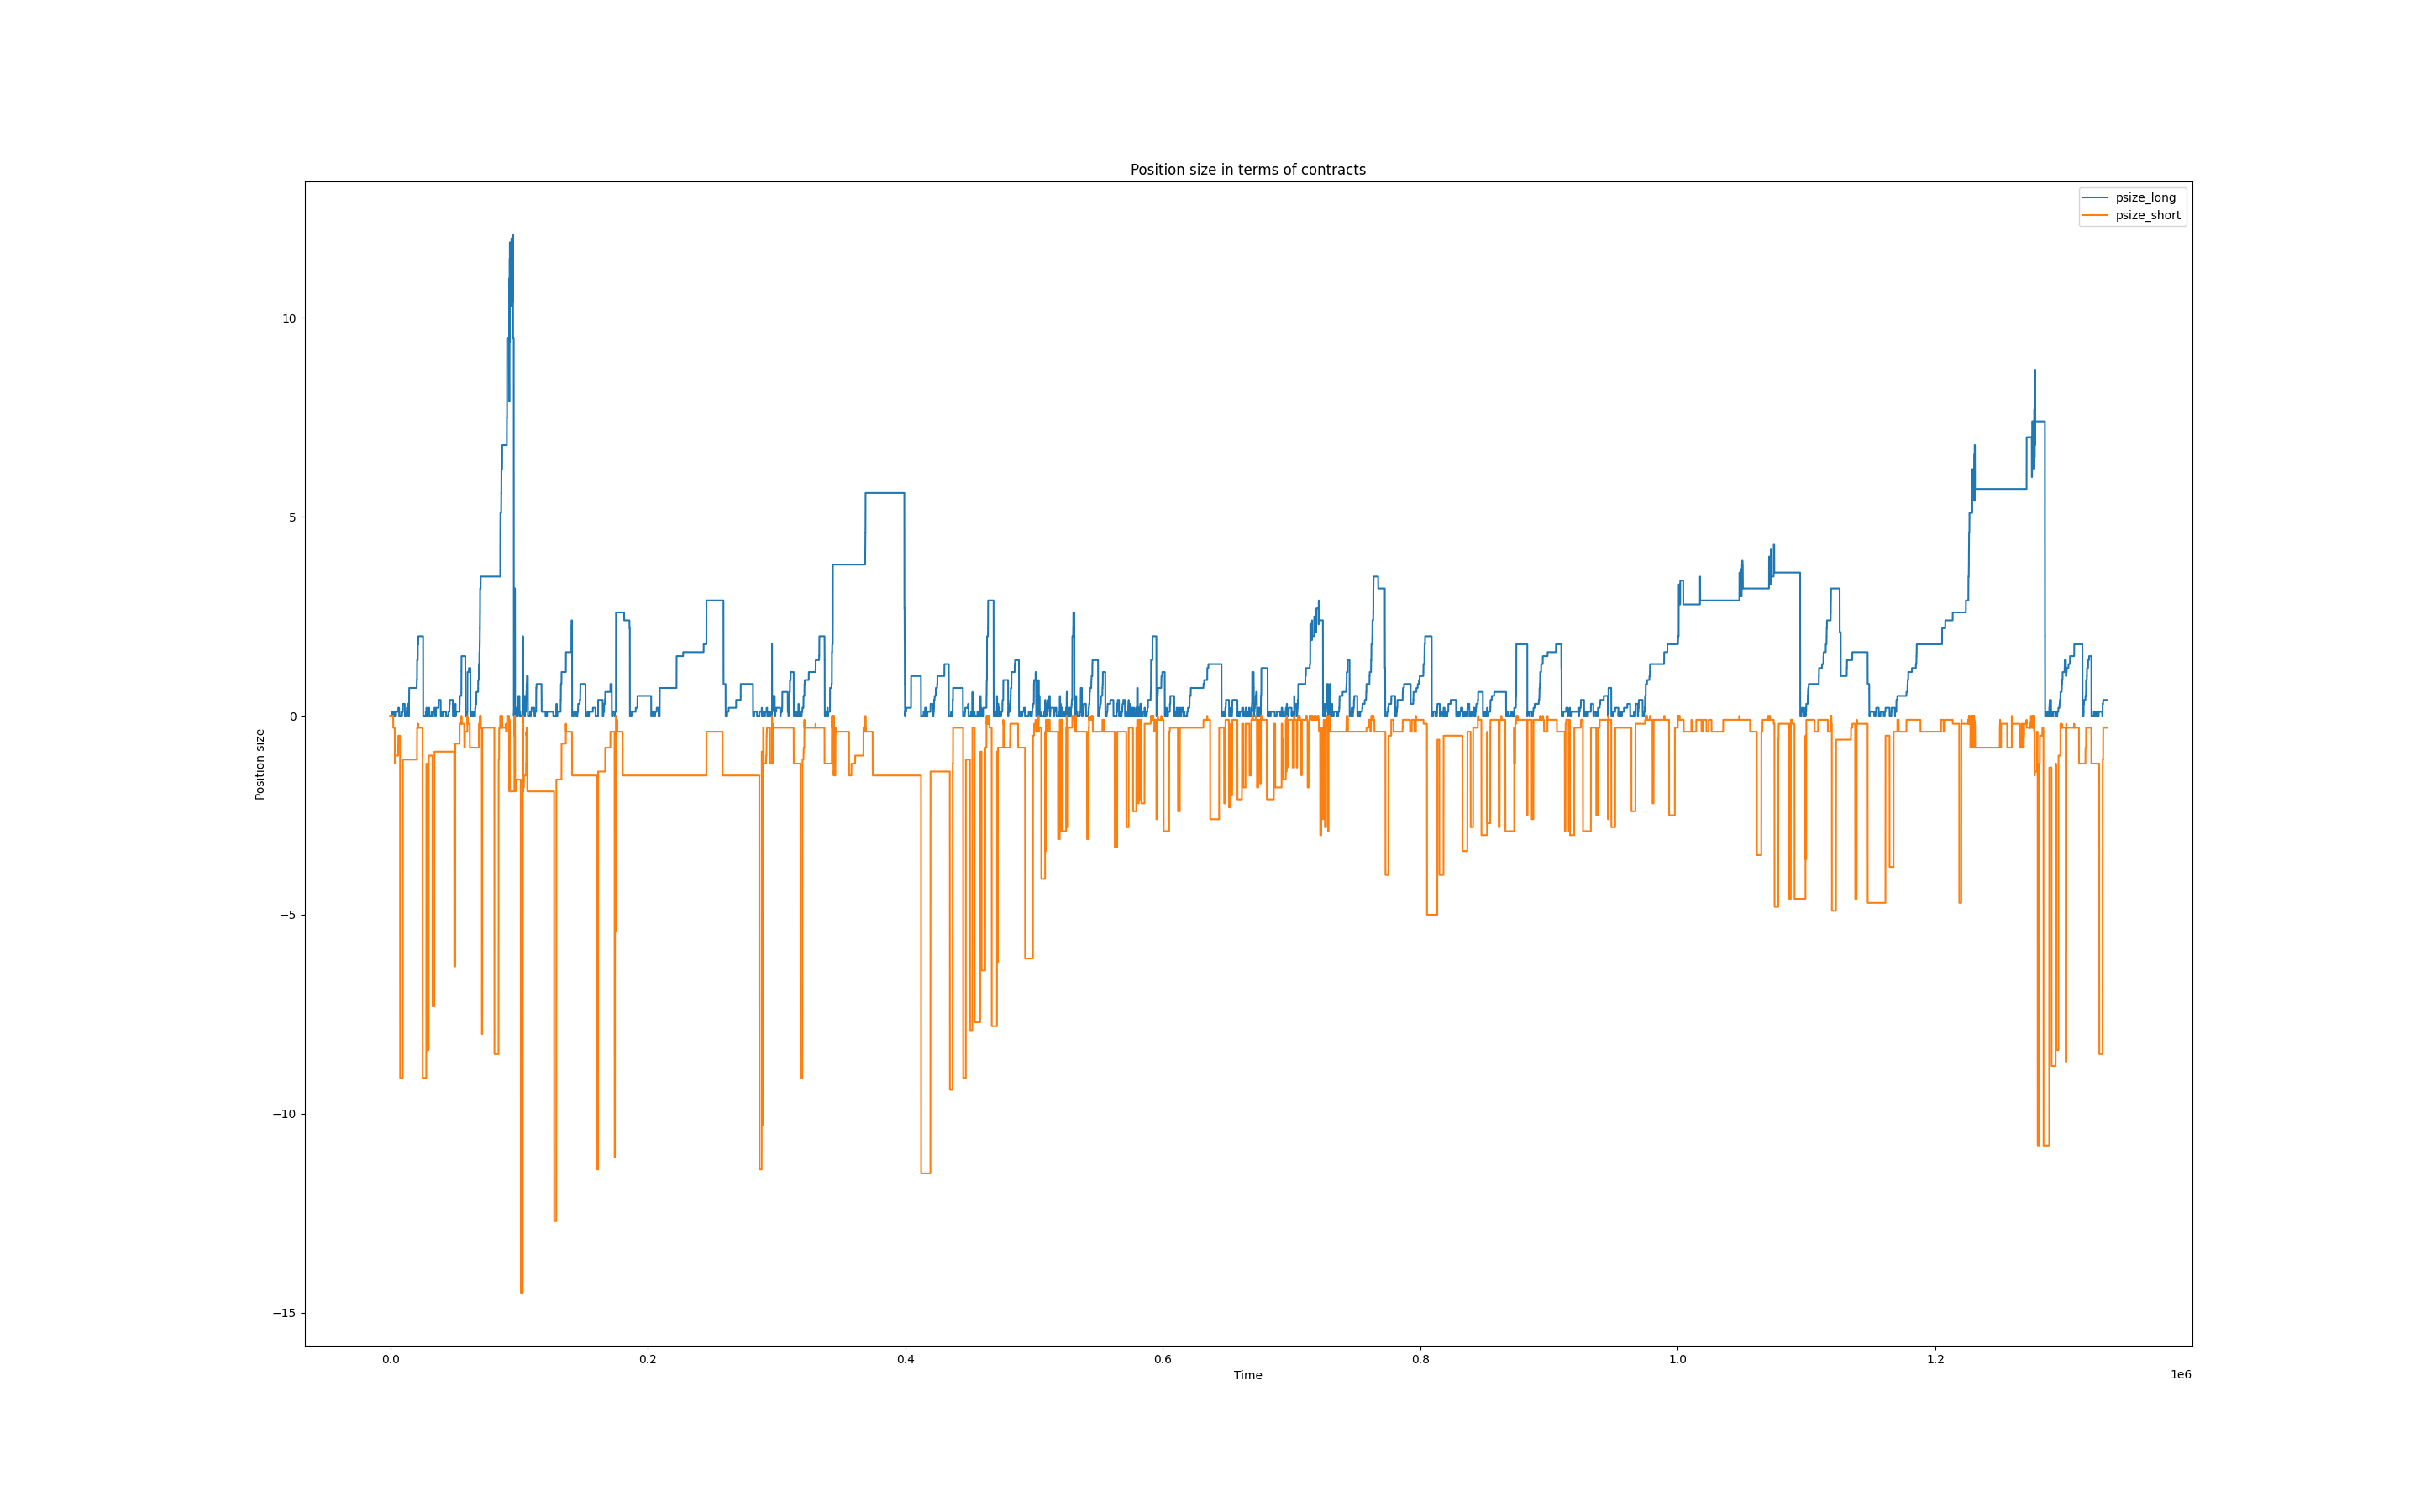 Position size in terms of contracts
psize_long
psize_short
Position size
10
5
0
−5
−10
−15
0.0
0.2
0.4
0.6
0.8
1.0
1.2
1e6
Time